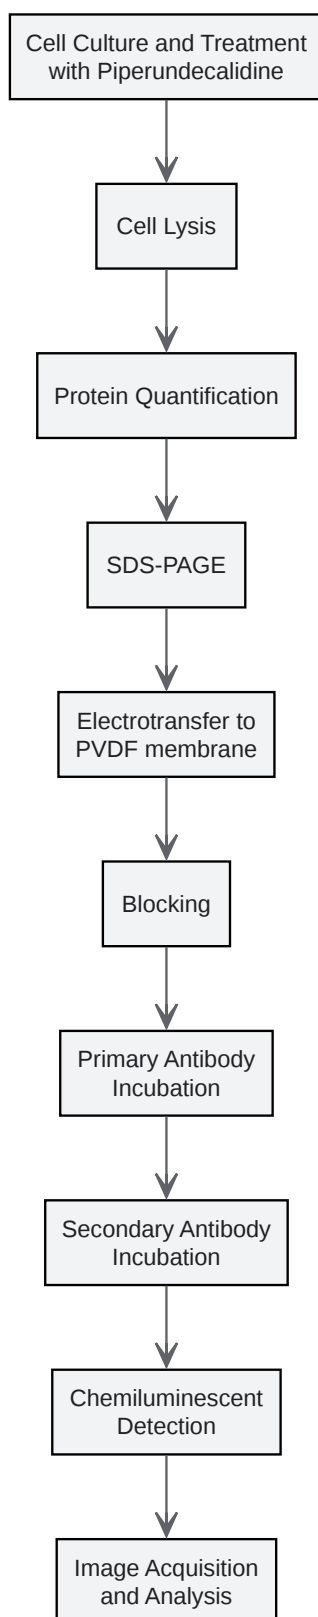 Cell Culture and Treatment
with Piperundecalidine
Cell Lysis
Protein Quantification
SDS-PAGE
Electrotransfer to
PVDF membrane
Blocking
Primary Antibody
Incubation
Secondary Antibody
Incubation
Chemiluminescent
Detection
Image Acquisition
and Analysis